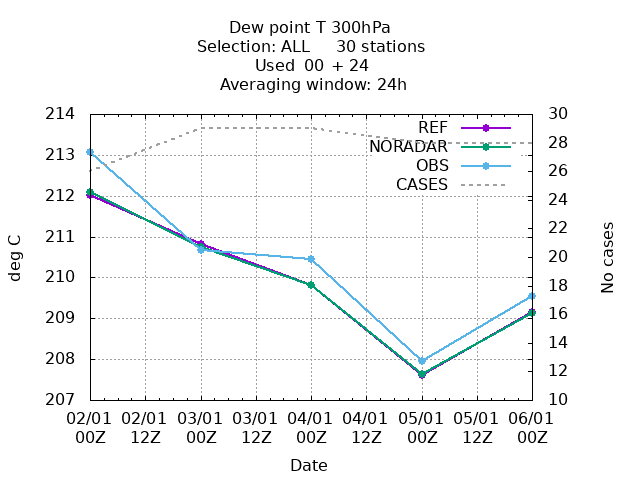 Dew point T 300hPa
Selection: ALL 30 stations
Used 00 + 24
Averaging window: 24h
214
213
212
211
210
209
208
207
deg C
30
28
26
24
22
20
18
16
14
12
10
No cases
REF
NORADAR
OBS
CASES
02/01 02/01 03/01 03/01 04/01 04/01 05/01 05/01 06/01
00Z 12Z 00Z 12Z 00Z 12Z 00Z 12Z 00Z
Date